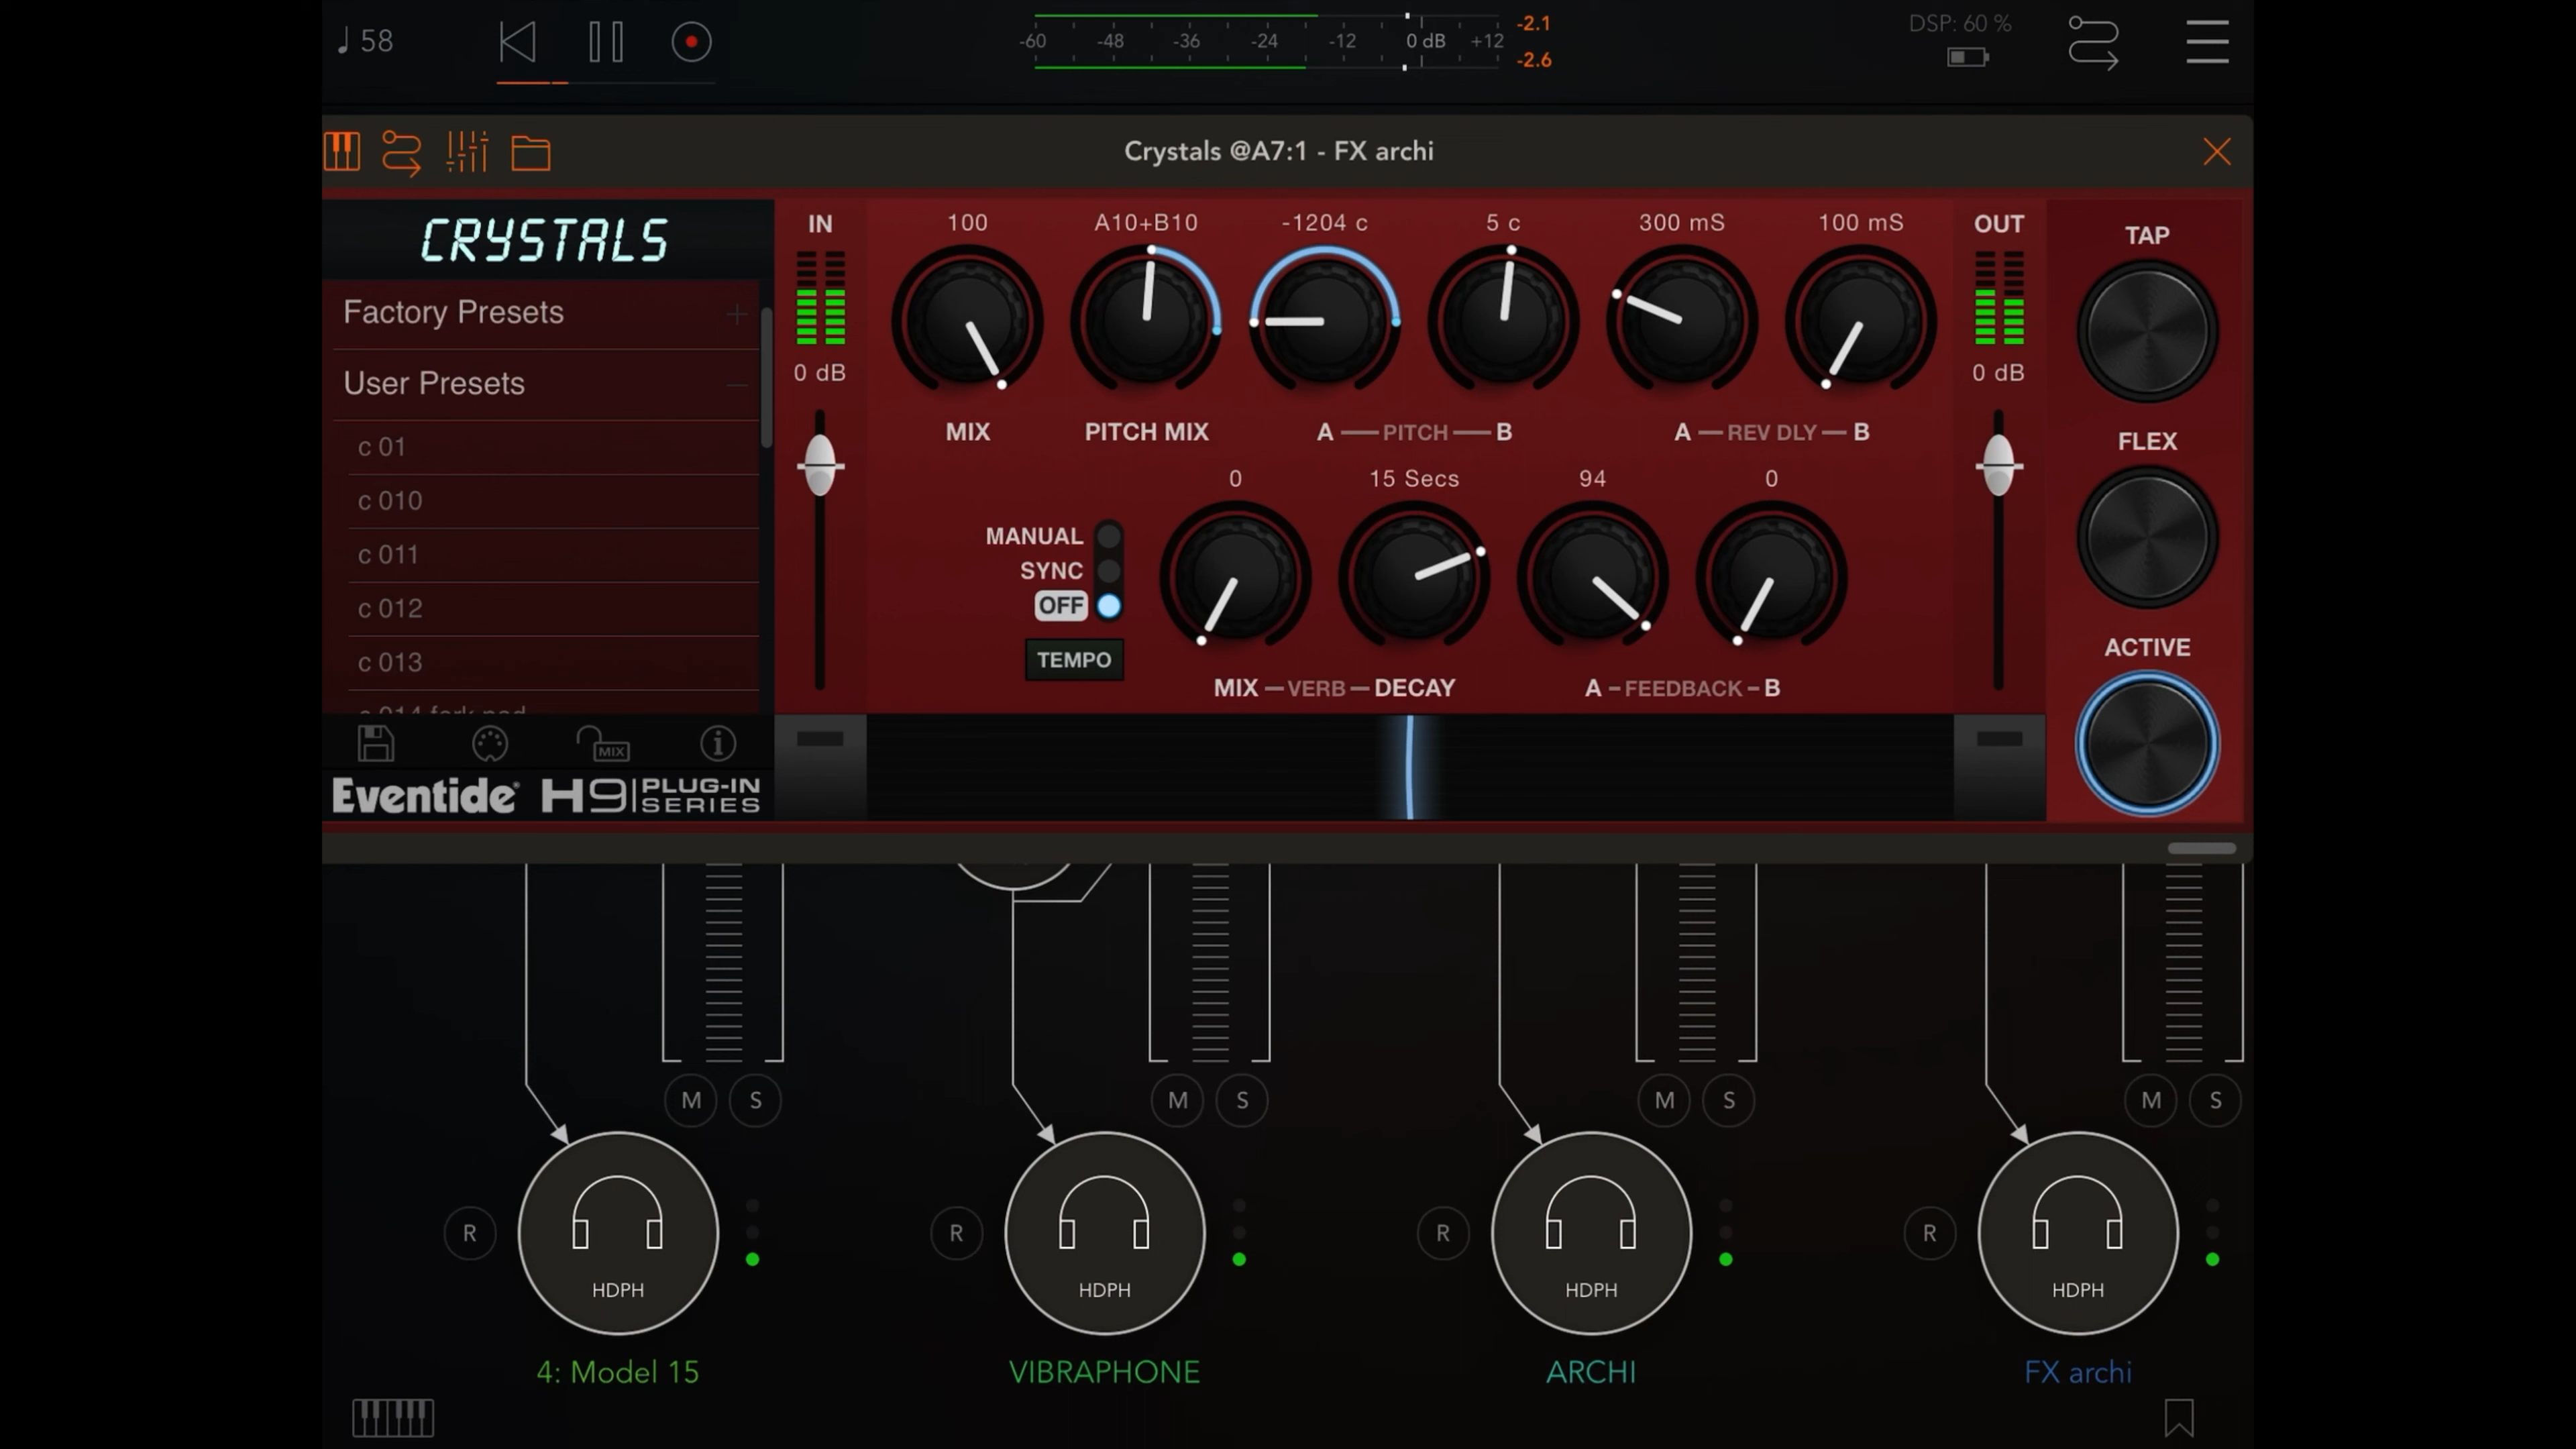 ♩ 58
-60 -48 -36 -24 -12 0 dB +12
-2.1
-2.6
DSP: 60 %
Crystals @A7:1 - FX archi
CRYSTALS
Factory Presets
User Presets
c 01
c 010
c 011
c 012
c 013
c 014 fork pad
MIX
Eventide® H9 PLUG-IN SERIES
IN
0 dB
100 A10+B10 -1204 c 5 c 300 mS 100 mS
MIX PITCH MIX A PITCH B A REV DLY B
0 15 Secs 94 0
MANUAL
SYNC
OFF
TEMPO
MIX VERB DECAY A FEEDBACK B
OUT
0 dB
TAP
FLEX
ACTIVE
M S M S M S M S
R R R R
HDPH HDPH HDPH HDPH
4: Model 15 VIBRAPHONE ARCHI FX archi